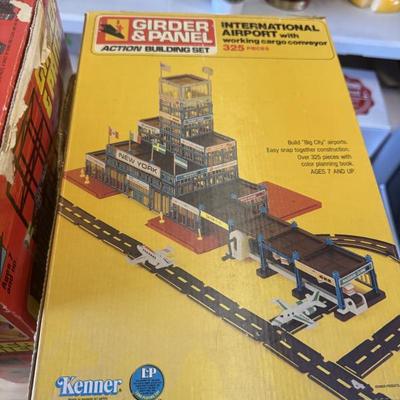 GIRDER
& PANEL
ACTION BUILDING SET
INTERNATIONAL
AIRPORT with
working cargo conveyor
325 PIECES
Build "Big City" airports.
Easy snap together construction.
Over 325 pieces with
color planning book.
AGES 7 AND UP
NEW YORK
Kenner
EP